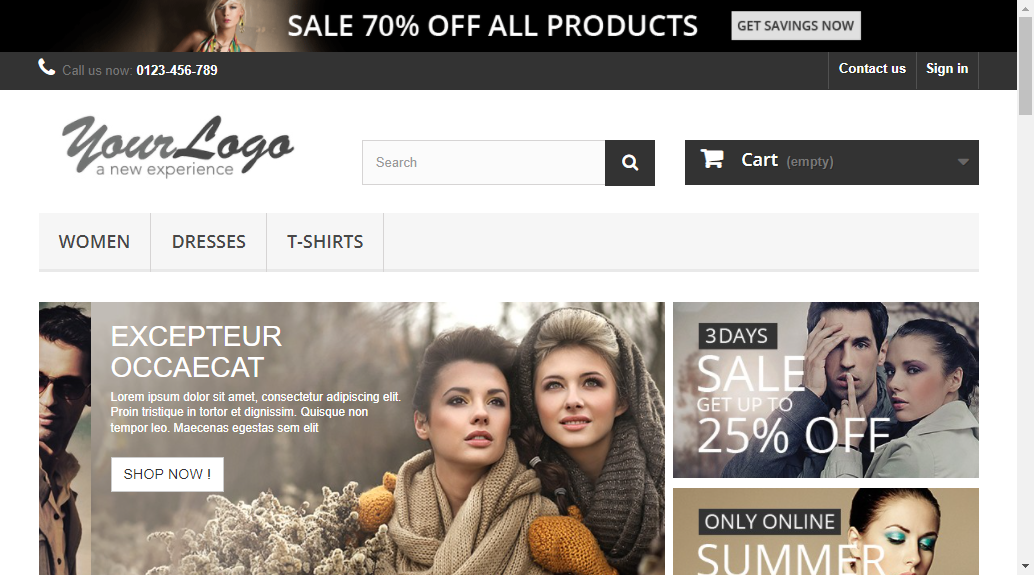 SALE 70% OFF ALL PRODUCTS
GET SAVINGS NOW
Call us now: 0123-456-789
Contact us
Sign in
YourLogo
a new experience
Search
Cart (empty)
WOMEN
DRESSES
T-SHIRTS
EXCEPTEUR
OCCAECAT
Lorem ipsum dolor sit amet, consectetur adipiscing elit.
Proin tristique in tortor et dignissim. Quisque non
tempor leo. Maecenas egestas sem elit
SHOP NOW !
3 DAYS
SALE
GET UP TO
25% OFF
ONLY ONLINE
SUMMER